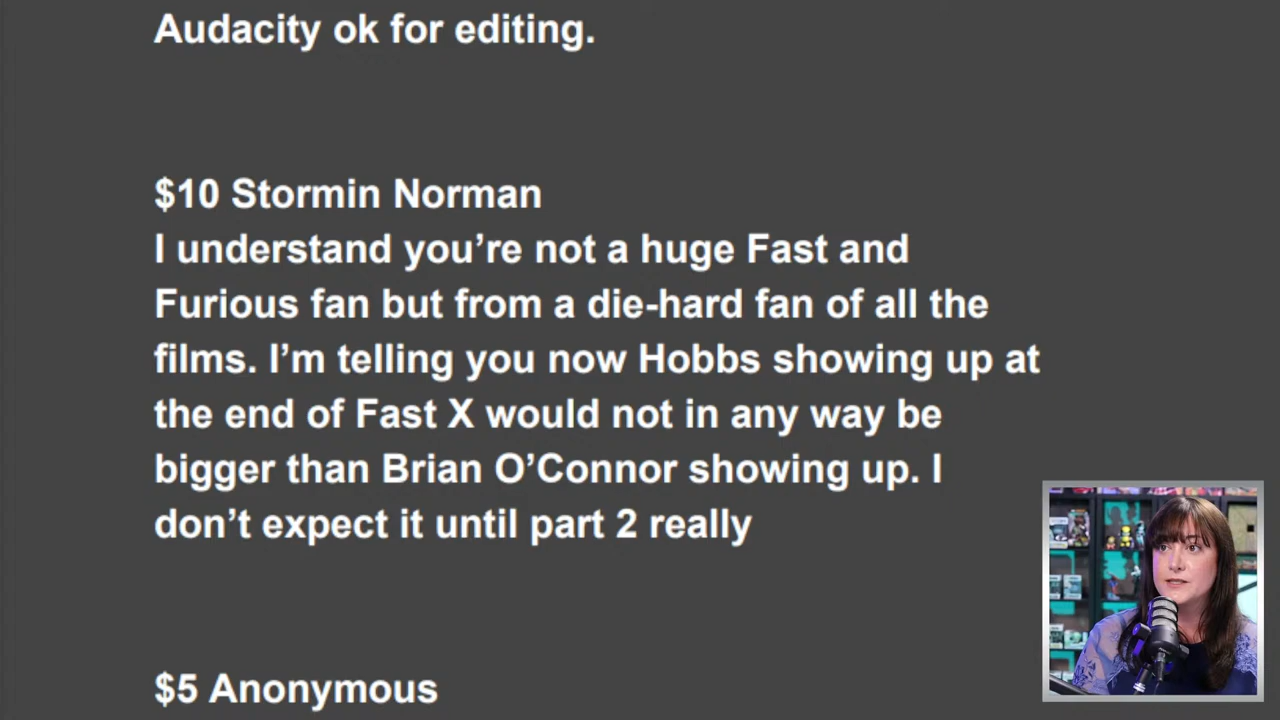 Audacity ok for editing.
$10 Stormin Norman
I understand you’re not a huge Fast and
Furious fan but from a die-hard fan of all the
films. I’m telling you now Hobbs showing up at
the end of Fast X would not in any way be
bigger than Brian O’Connor showing up. I
don’t expect it until part 2 really
$5 Anonymous